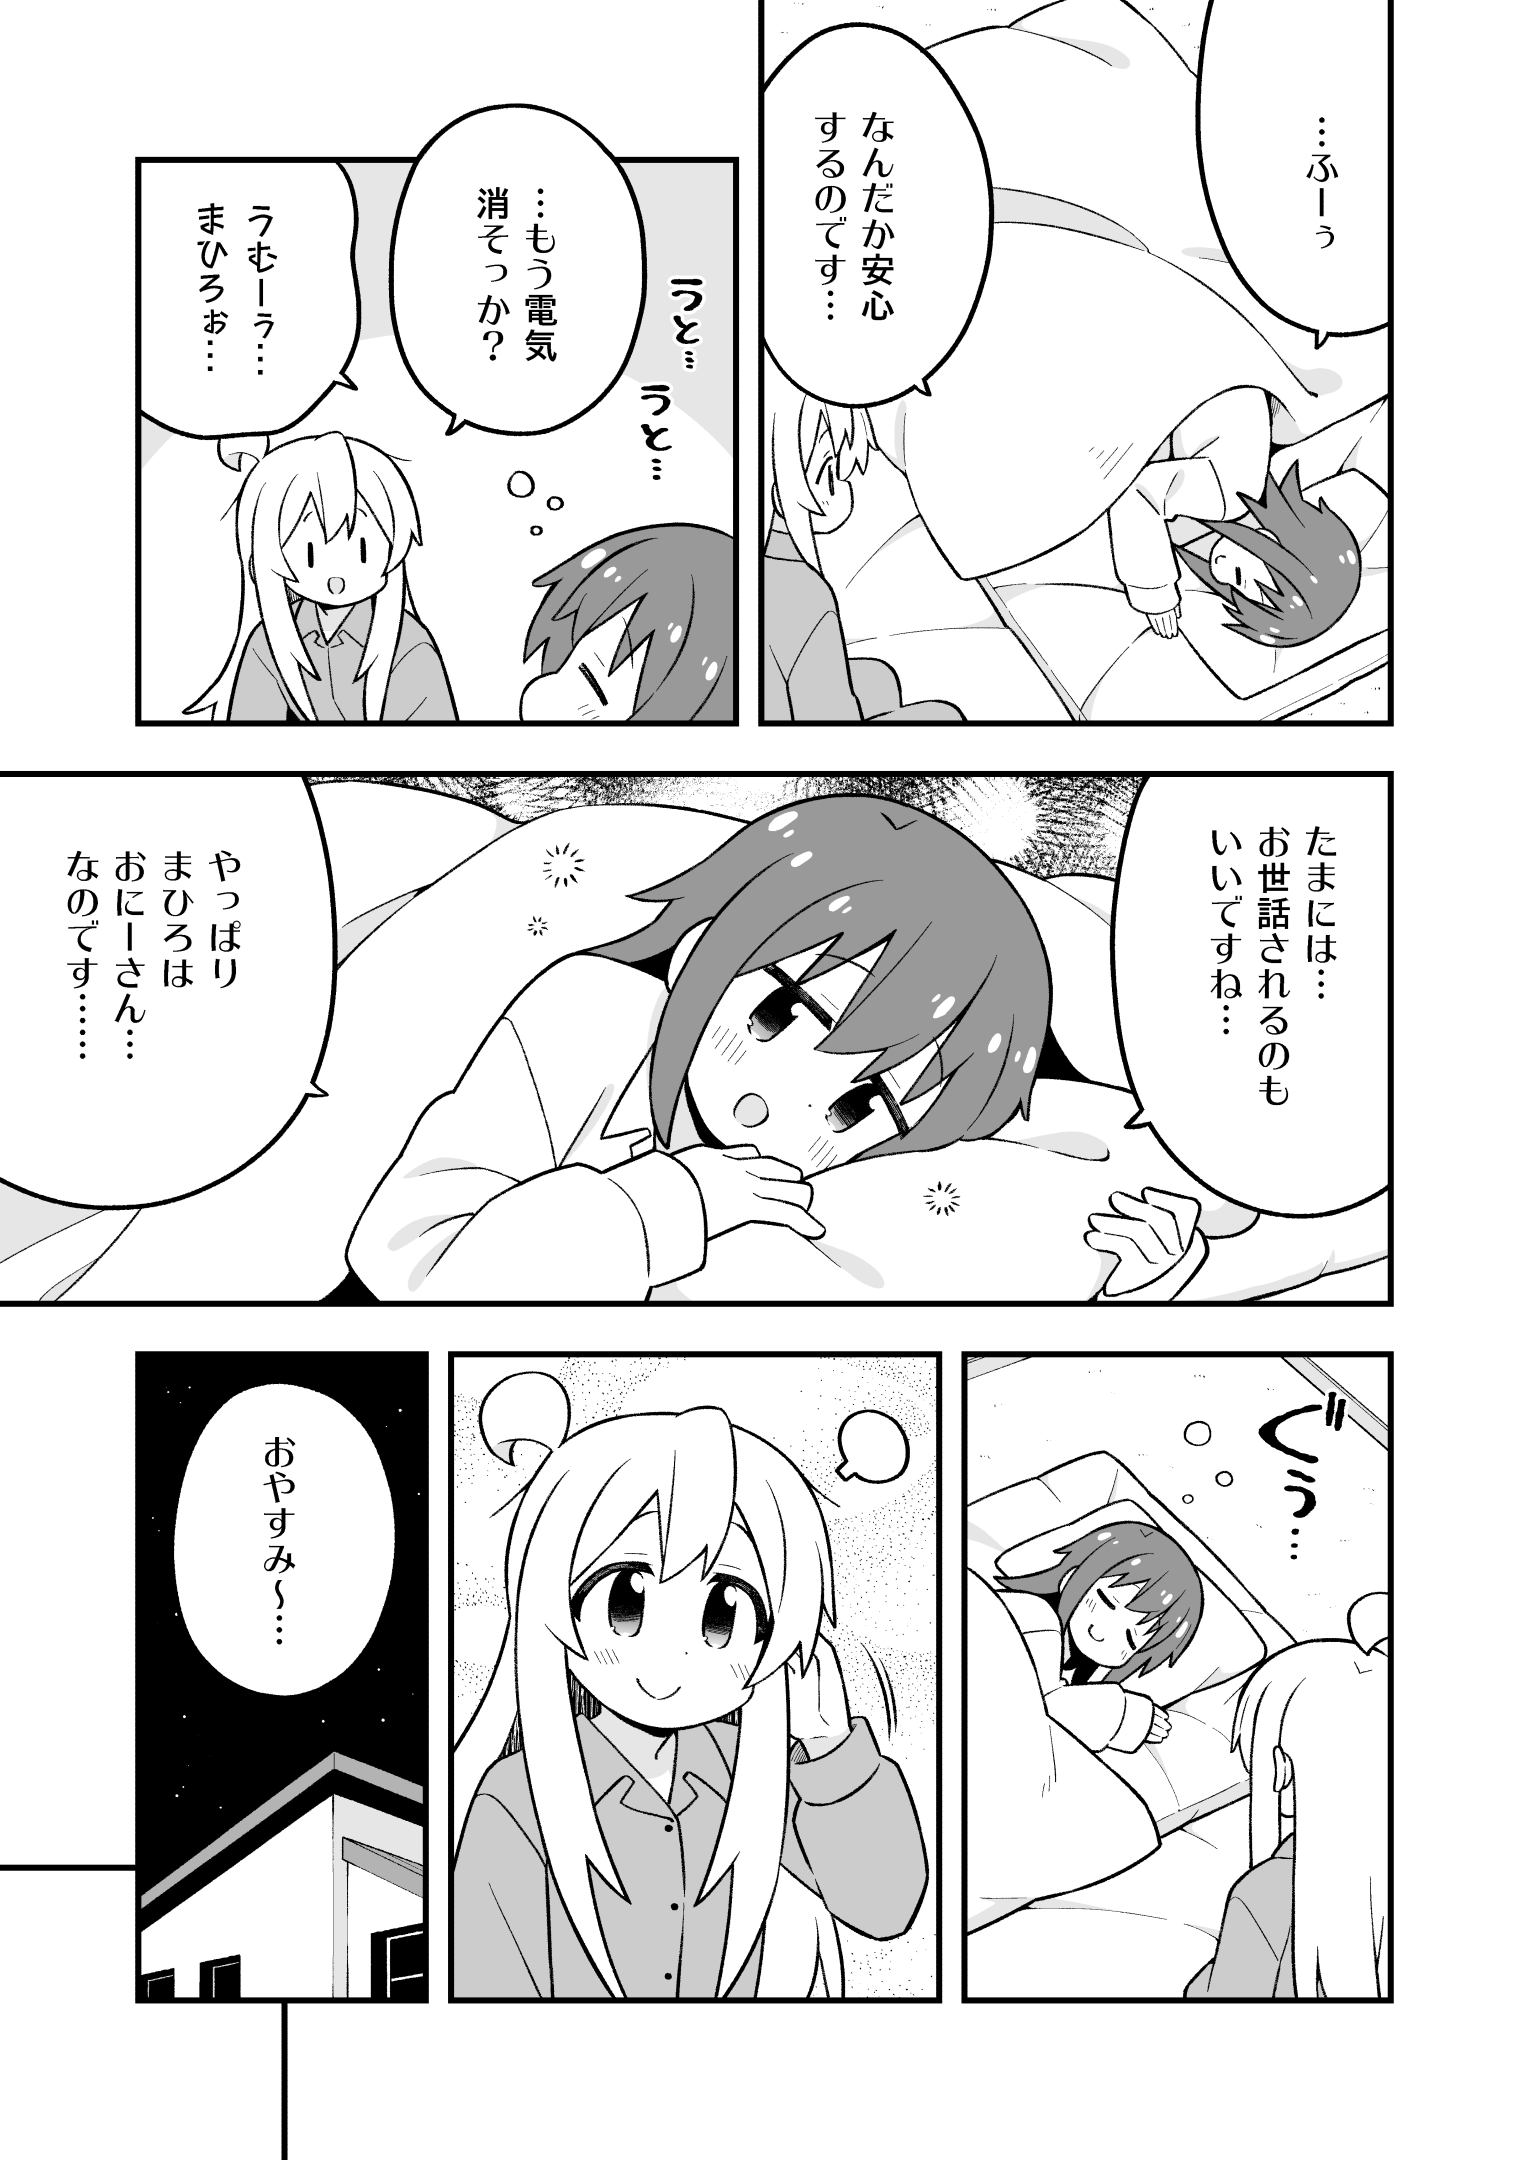 …ふーぅ
なんだか安心
するのです…
うと…
うと…
…もう電気
消そっか？
うむーぅ…
まひろぉ…
たまには…
お世話されるのも
いいですね…
やっぱり
まひろは
おにーさん…
なのです……
ぐぅ…
おやすみ〜…